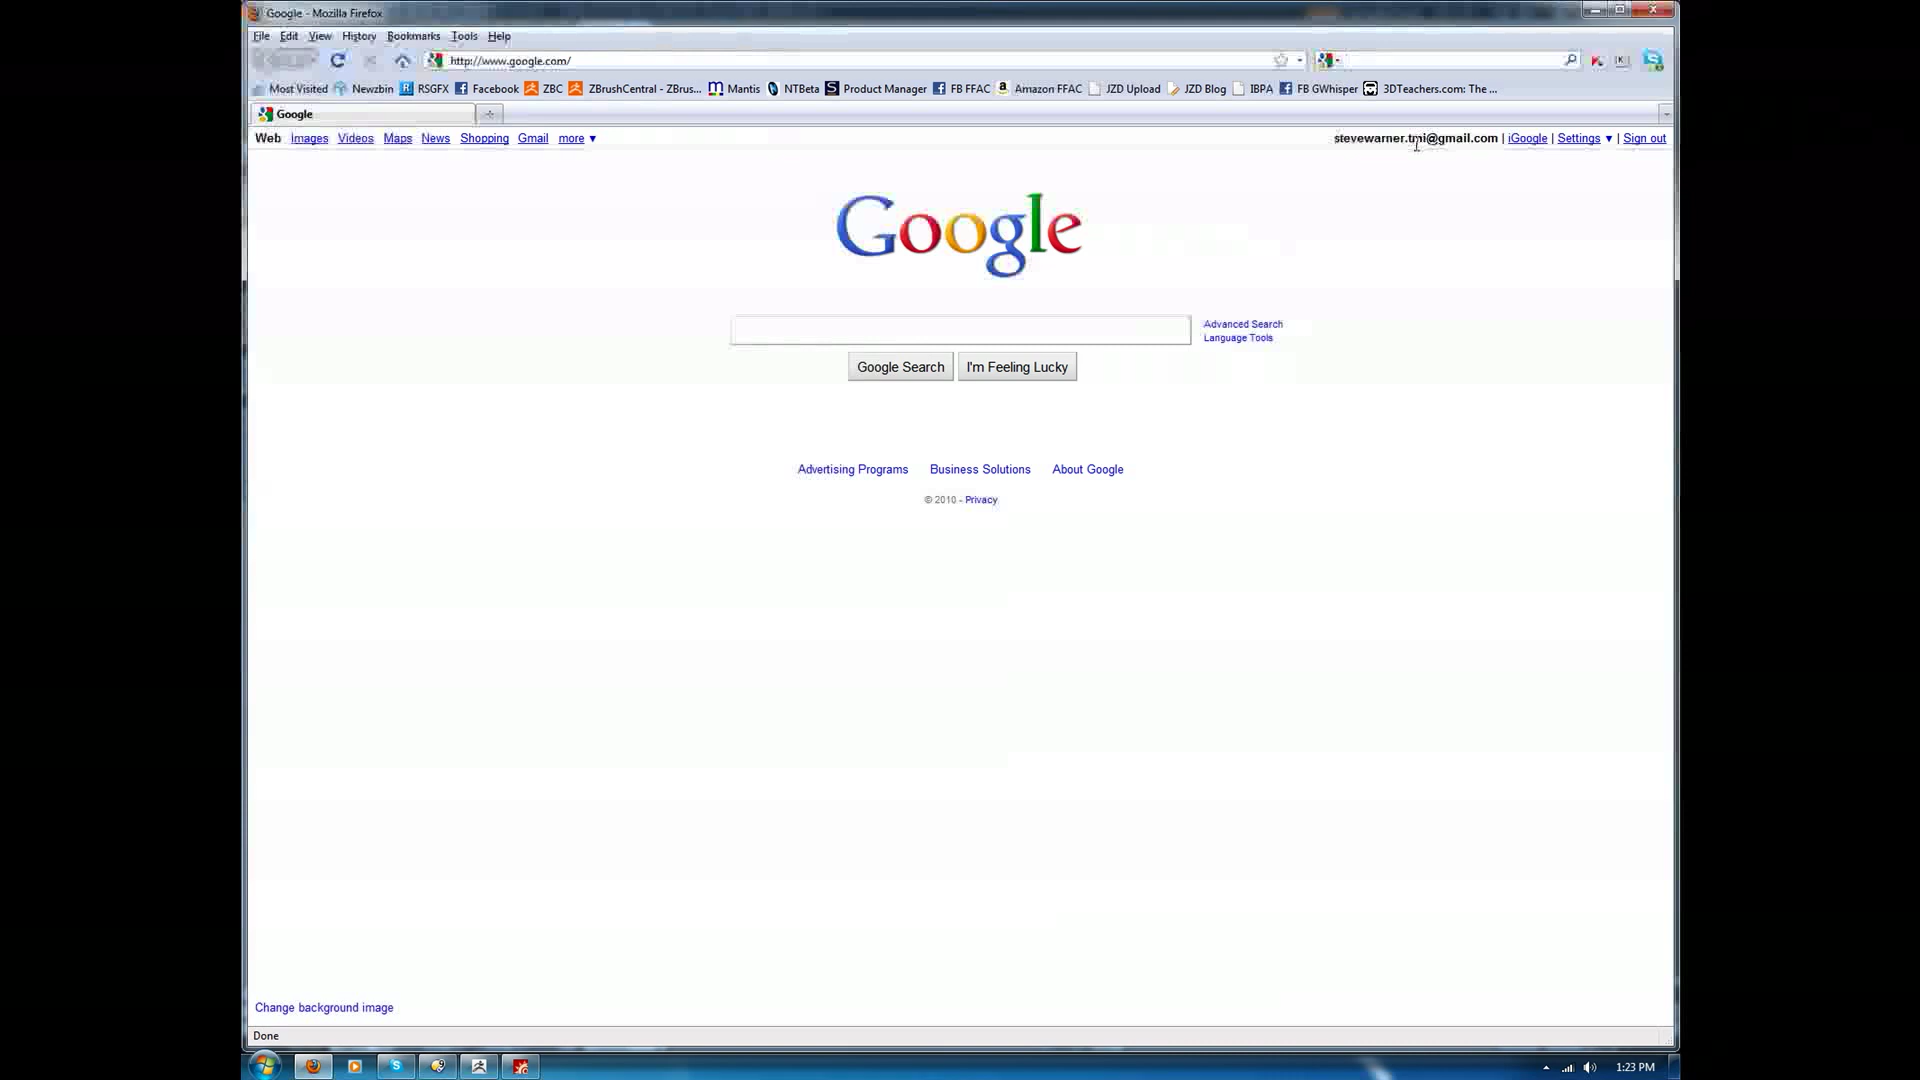 Google - Mozilla Firefox
File Edit View History Bookmarks Tools Help
http://www.google.com/
Most Visited Newzbin RSGFX Facebook ZBC ZBrushCentral - ZBrus... Mantis NTBeta Product Manager FB FFAC Amazon FFAC JZD Upload JZD Blog IBPA FB GWhisper 3DTeachers.com: The ...
Google
Web Images Videos Maps News Shopping Gmail more ▼ stevewarner.tmi@gmail.com | iGoogle | Settings ▼ | Sign out
Google
Advanced Search
Language Tools
Google Search I'm Feeling Lucky
Advertising Programs Business Solutions About Google
© 2010 - Privacy
Change background image
Done
1:23 PM